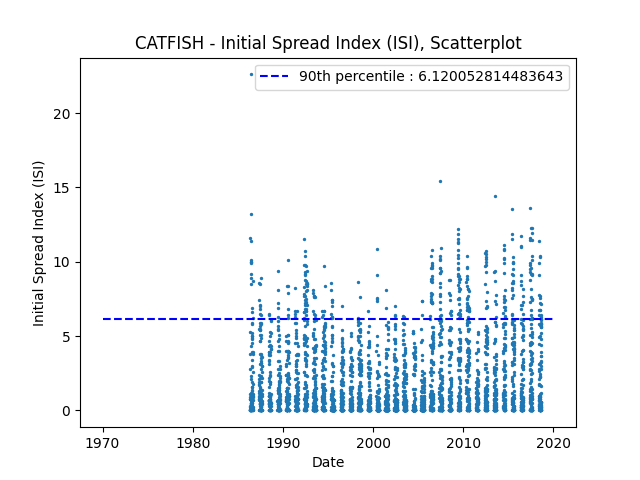 CATFISH - Initial Spread Index (ISI), Scatterplot
90th percentile : 6.120052814483643
Initial Spread Index (ISI)
20
15
10
5
0
1970 1980 1990 2000 2010 2020
Date